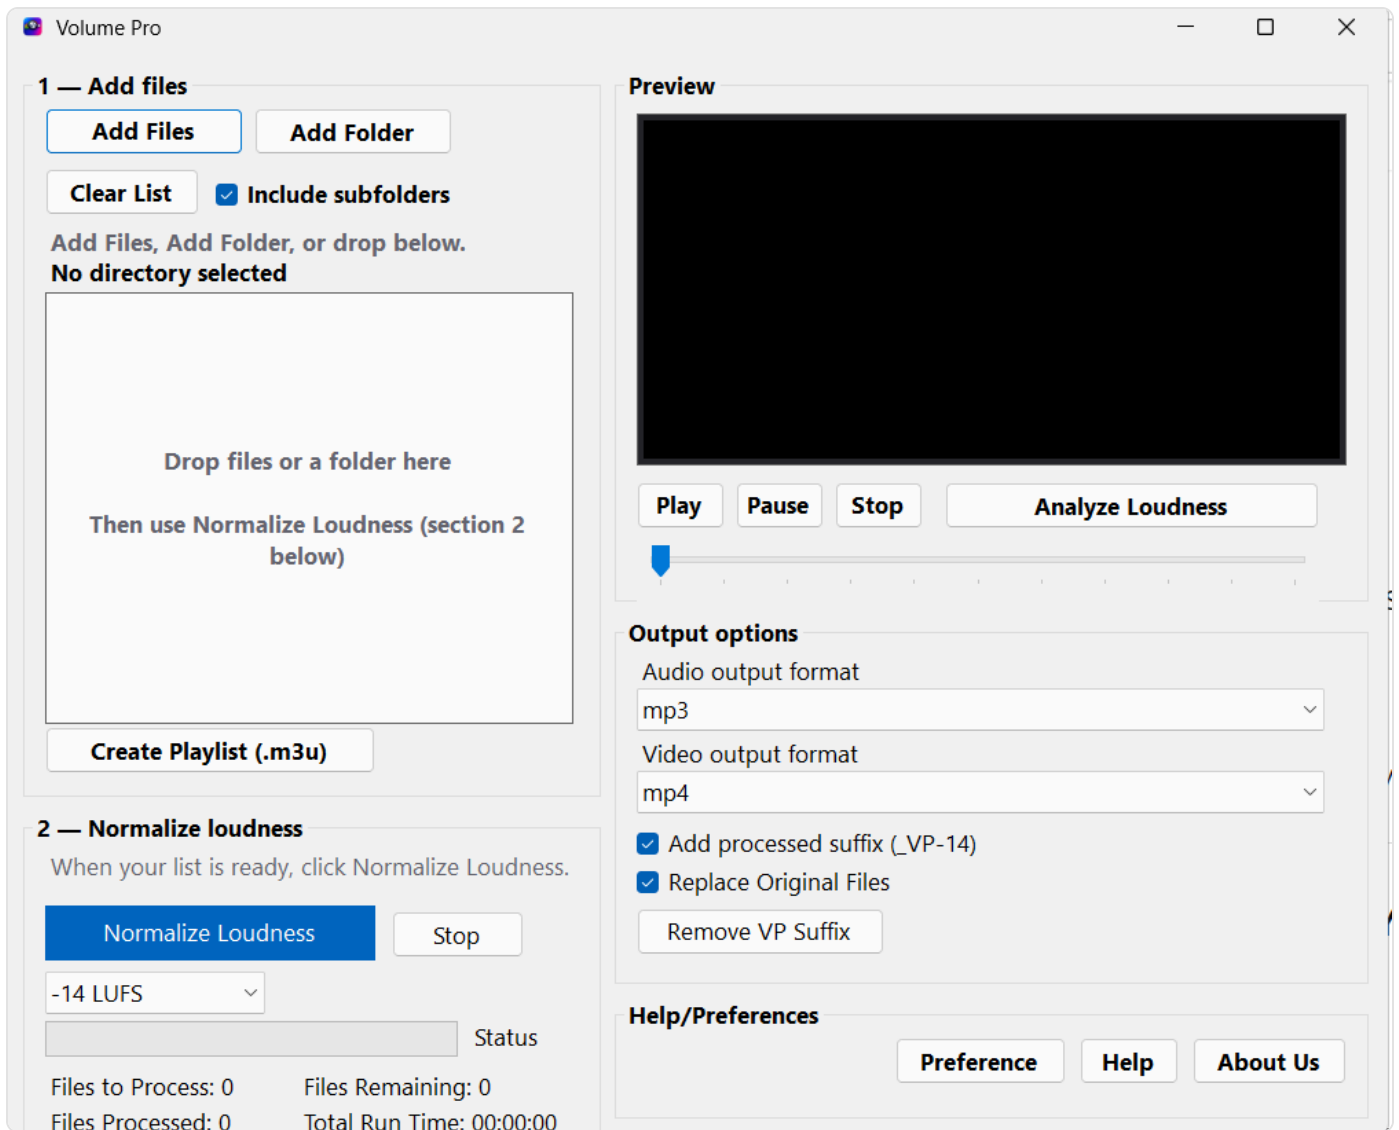 Volume Pro
1 — Add files
Add Files
Add Folder
Clear List
Include subfolders
Add Files, Add Folder, or drop below.
No directory selected
Drop files or a folder here
Then use Normalize Loudness (section 2
below)
Create Playlist (.m3u)
2 — Normalize loudness
When your list is ready, click Normalize Loudness.
Normalize Loudness
Stop
-14 LUFS
Status
Files to Process: 0
Files Remaining: 0
Files Processed: 0
Total Run Time: 00:00:00
Preview
Play
Pause
Stop
Analyze Loudness
Output options
Audio output format
mp3
Video output format
mp4
Add processed suffix (_VP-14)
Replace Original Files
Remove VP Suffix
Help/Preferences
Preference
Help
About Us